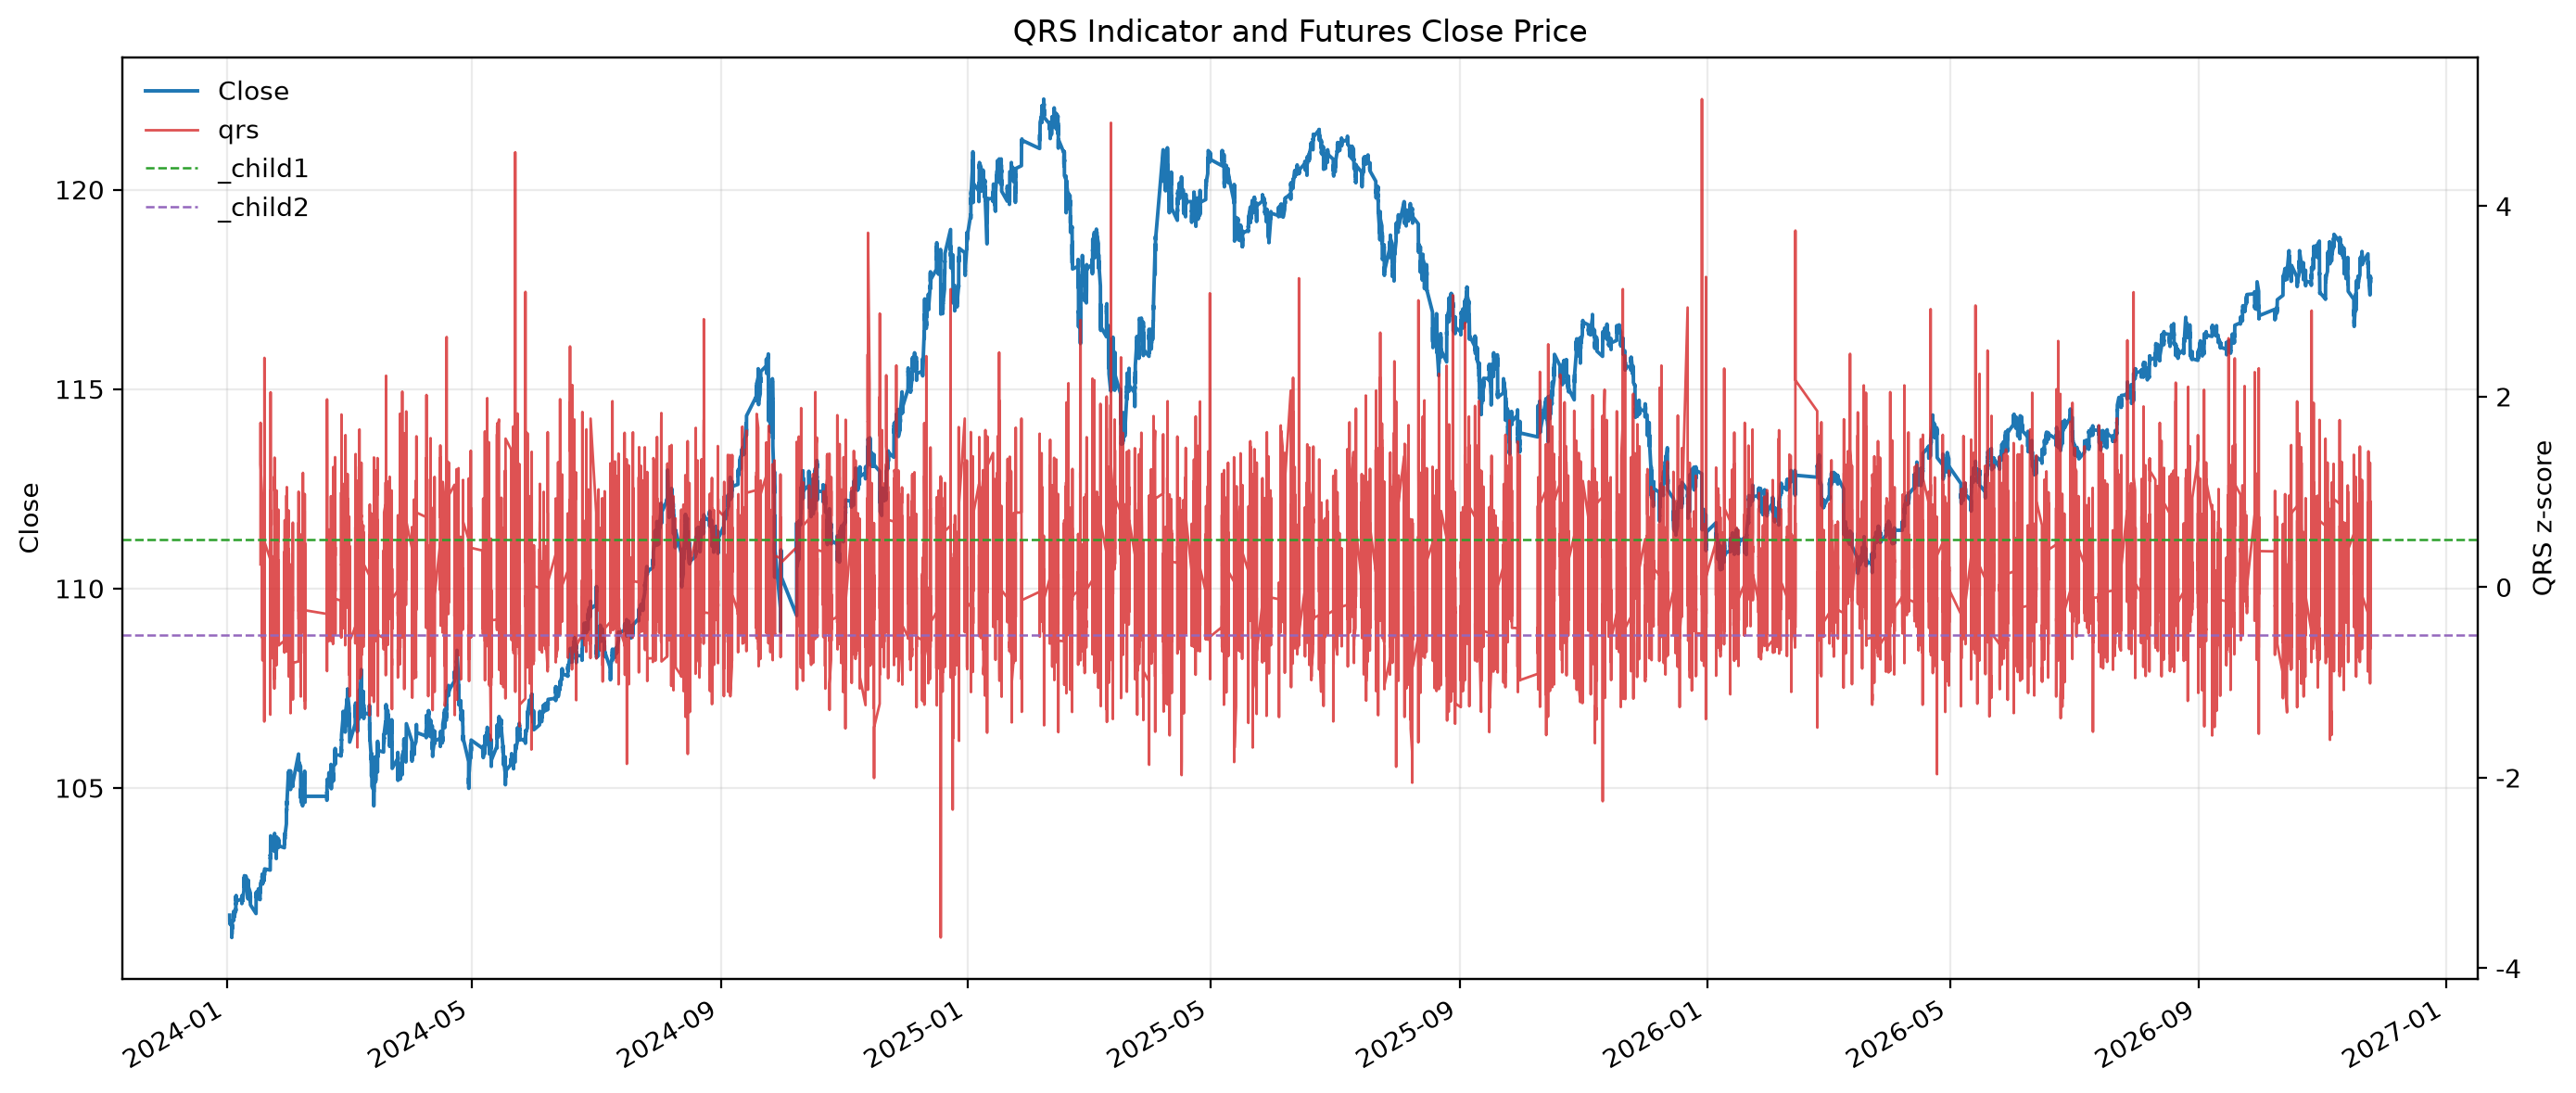 QRS Indicator and Futures Close Price
Close
qrs
_child1
_child2
120
115
110
105
Close
4
2
0
-2
-4
QRS z-score
2024-01
2024-05
2024-09
2025-01
2025-05
2025-09
2026-01
2026-05
2026-09
2027-01